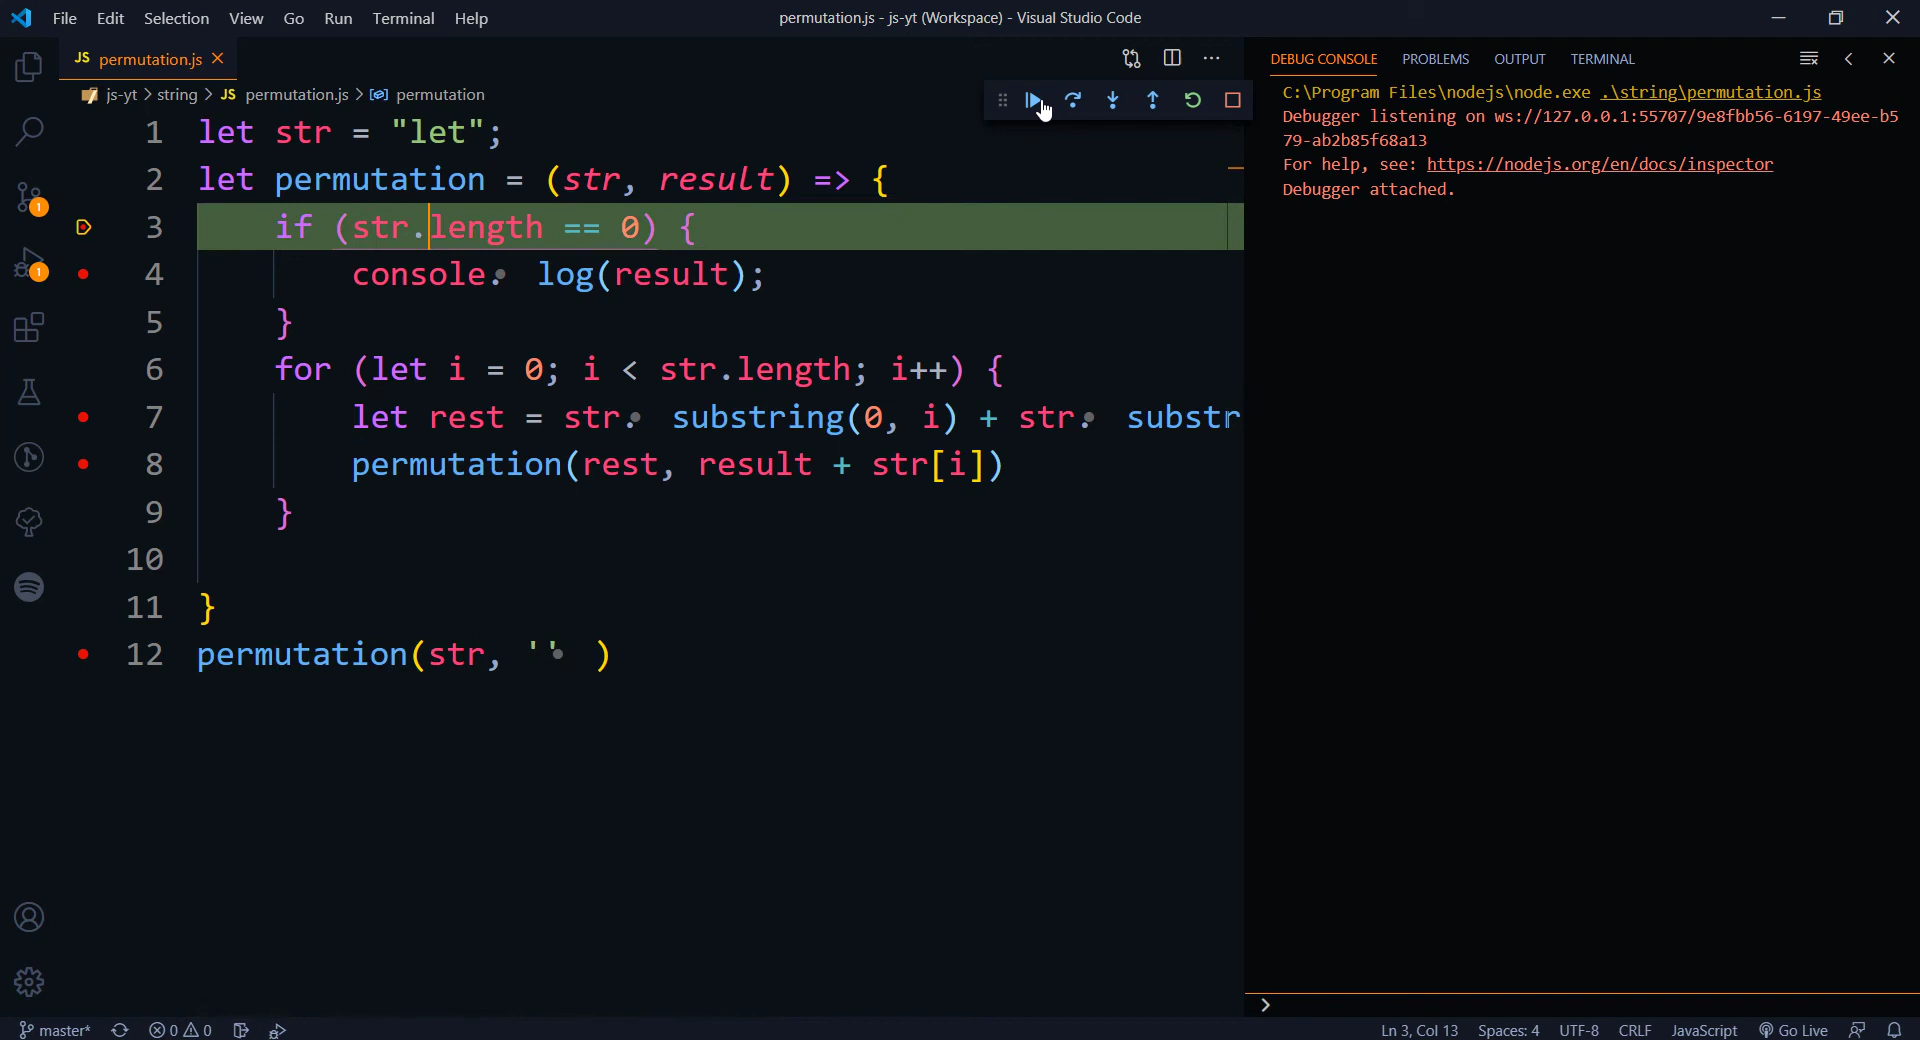 File Edit Selection View Go Run Terminal Help
permutation.js - js-yt (Workspace) - Visual Studio Code
JS permutation.js
js-yt > string > JS permutation.js > permutation
1 let str = "let";
2 let permutation = (str, result) => {
3 if (str.length == 0) {
4 console. log(result);
5 }
6 for (let i = 0; i < str.length; i++) {
7 let rest = str. substring(0, i) + str. substr
8 permutation(rest, result + str[i])
9 }
10
11 }
12 permutation(str, '' )
DEBUG CONSOLE PROBLEMS OUTPUT TERMINAL
C:\Program Files\nodejs\node.exe .\string\permutation.js
Debugger listening on ws://127.0.0.1:55707/9e8fbb56-6197-49ee-b5
79-ab2b85f68a13
For help, see: https://nodejs.org/en/docs/inspector
Debugger attached.
1
1
master* 0 0
Ln 3, Col 13 Spaces: 4 UTF-8 CRLF JavaScript Go Live